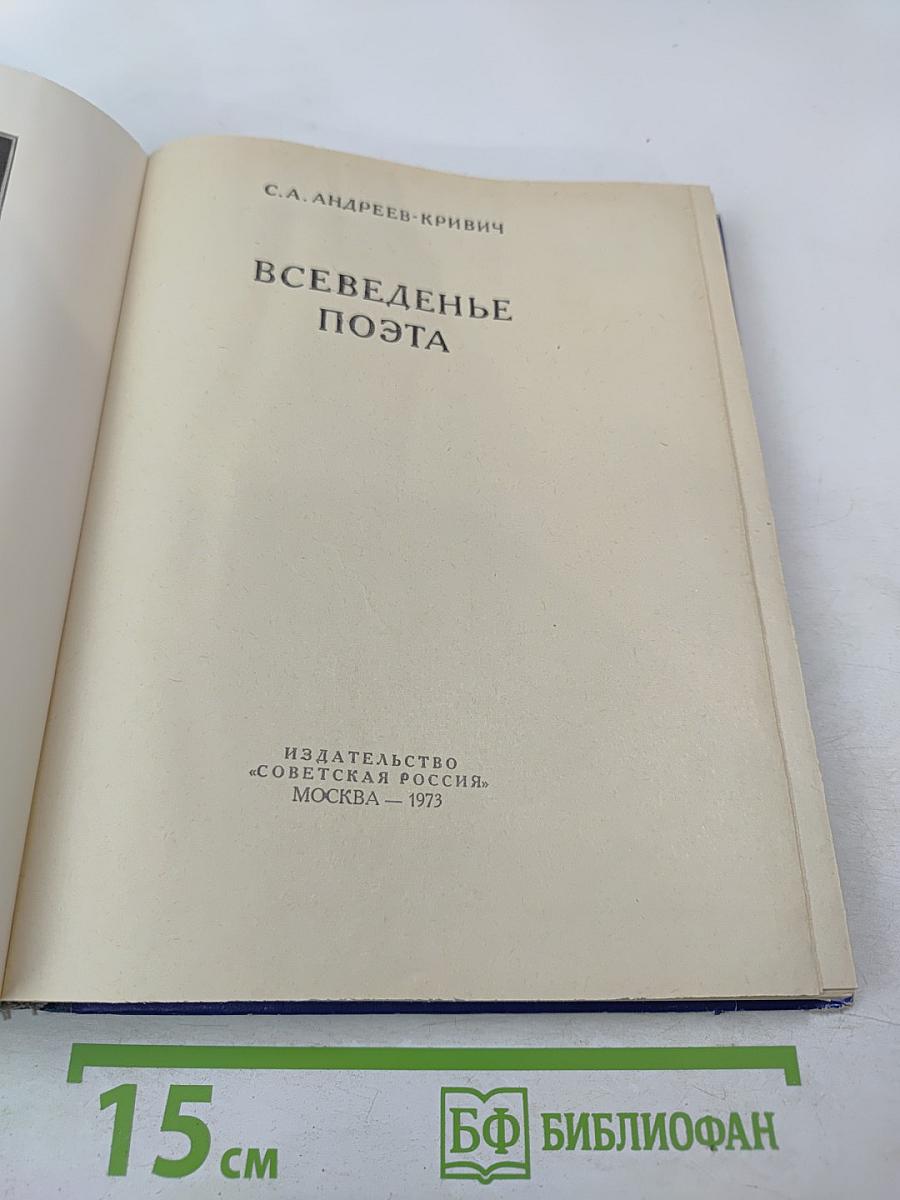 С. А. АНДРЕЕВ-КРИВИЧ
ВСЕВЕДЕНЬЕ
ПОЭТА
ИЗДАТЕЛЬСТВО
«СОВЕТСКАЯ РОССИЯ»
МОСКВА — 1973
15 см
БФ БИБЛИОФАН